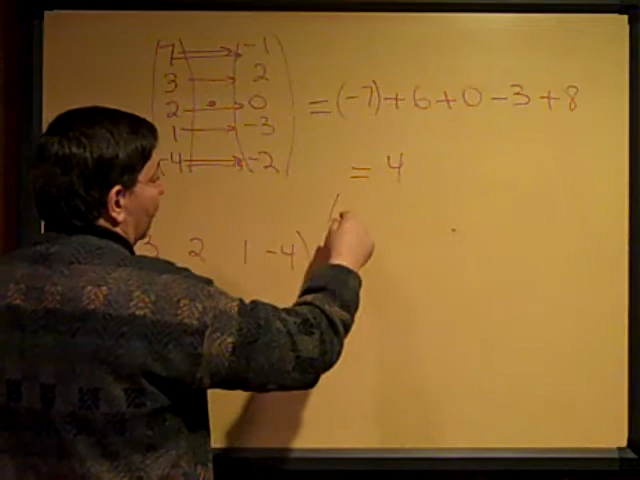 7 → -1
3 → 2
2 • → 0 = (-7) + 6 + 0 - 3 + 8
1 → -3
-4 → -2 = 4
3 2 1 -4) (